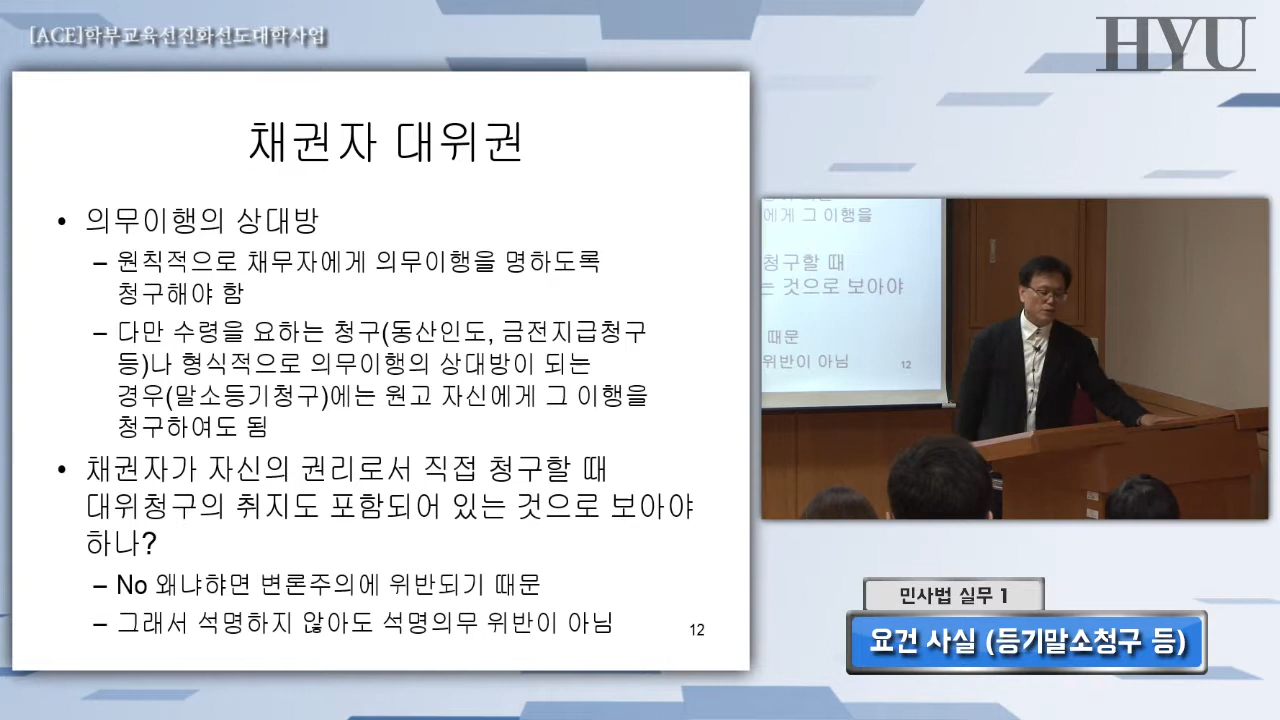 [ACE]학부교육선진화선도대학사업
HYU
채권자 대위권
• 의무이행의 상대방
– 원칙적으로 채무자에게 의무이행을 명하도록
청구해야 함
– 다만 수령을 요하는 청구(동산인도, 금전지급청구
등)나 형식적으로 의무이행의 상대방이 되는
경우(말소등기청구)에는 원고 자신에게 그 이행을
청구하여도 됨
• 채권자가 자신의 권리로서 직접 청구할 때
대위청구의 취지도 포함되어 있는 것으로 보아야
하나?
– No 왜냐햐면 변론주의에 위반되기 때문
– 그래서 석명하지 않아도 석명의무 위반이 아님
12
에게 그 이행을
청구할 때
는 것으로 보아야
때문
위반이 아님
12
민사법 실무 1
요건 사실 (등기말소청구 등)